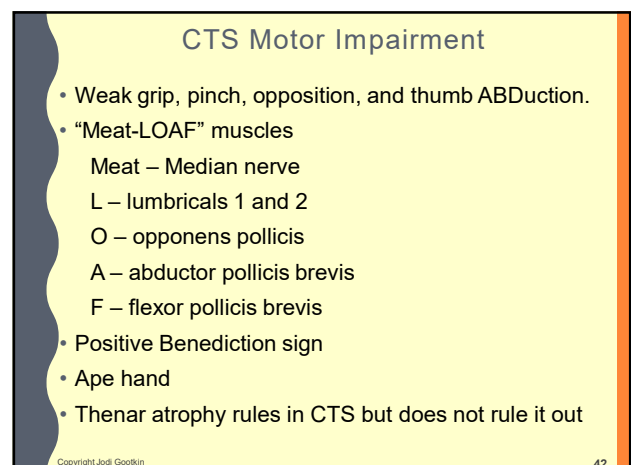 CTS Motor Impairment
• Weak grip, pinch, opposition, and thumb ABDuction.
• “Meat-LOAF” muscles
Meat – Median nerve
L – lumbricals 1 and 2
O – opponens pollicis
A – abductor pollicis brevis
F – flexor pollicis brevis
• Positive Benediction sign
• Ape hand
• Thenar atrophy rules in CTS but does not rule it out
Copyright Jodi Gootkin
42